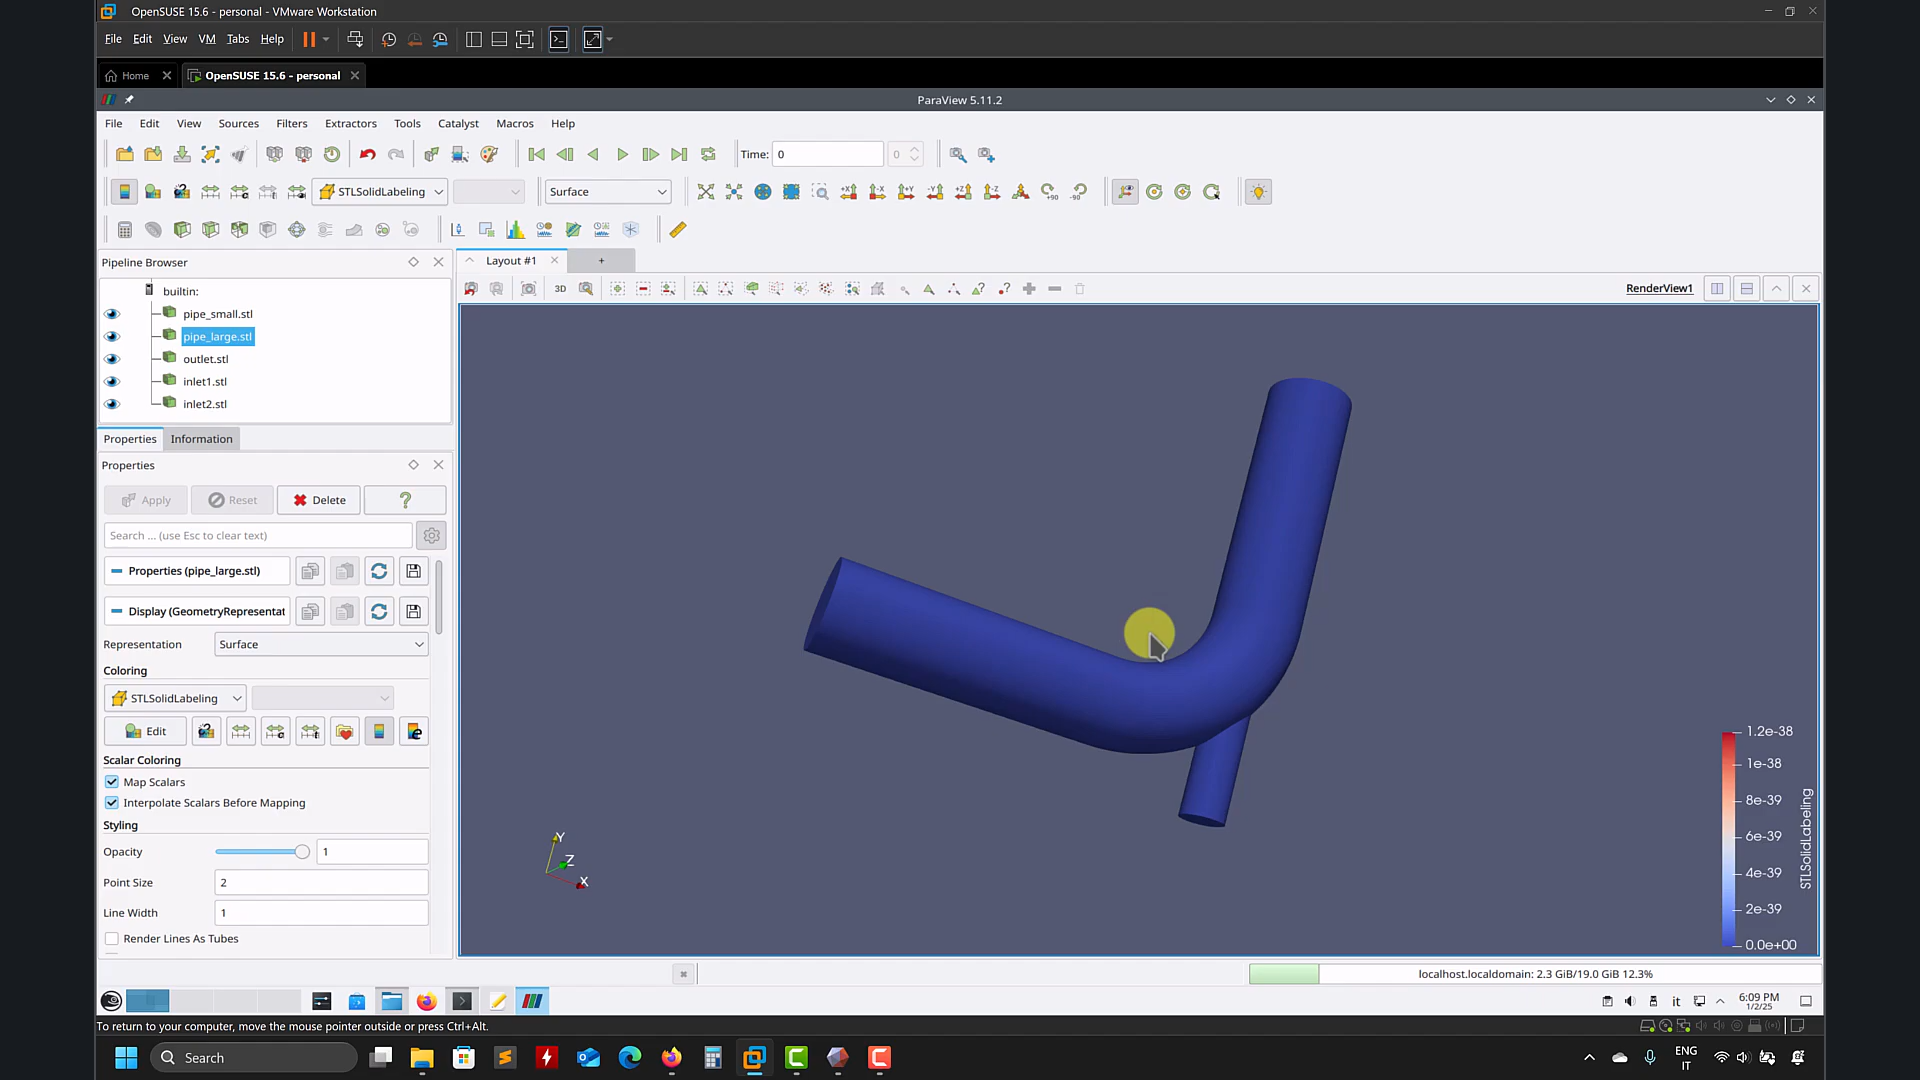 OpenSUSE 15.6 - personal - VMware Workstation
File Edit View VM Tabs Help
Home OpenSUSE 15.6 - personal
ParaView 5.11.2
File Edit View Sources Filters Extractors Tools Catalyst Macros Help
Time: 0 0
STLSolidLabeling Surface +X -X +Y -Y +Z -Z +90 -90
Pipeline Browser
Layout #1 +
3D RenderView1
builtin:
pipe_small.stl
pipe_large.stl
outlet.stl
inlet1.stl
inlet2.stl
Properties Information
Properties
Apply Reset Delete ?
Search ... (use Esc to clear text)
Properties (pipe_large.stl)
Display (GeometryRepresentat
Representation Surface
Coloring
STLSolidLabeling
Edit
Scalar Coloring
Map Scalars
Interpolate Scalars Before Mapping
Styling
Opacity 1
Point Size 2
Line Width 1
Render Lines As Tubes
Y
Z
X
1.2e-38
1e-38
8e-39
6e-39
4e-39
2e-39
0.0e+00
STLSolidLabeling
localhost.localdomain: 2.3 GiB/19.0 GiB 12.3%
it 6:09 PM
1/2/25
To return to your computer, move the mouse pointer outside or press Ctrl+Alt.
Search
ENG
IT